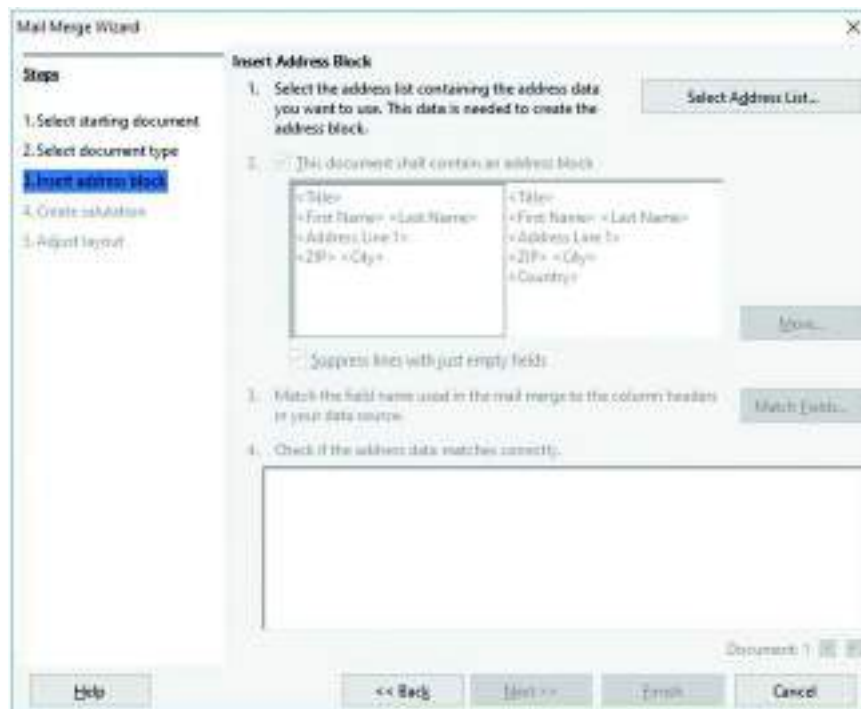 Mail Merge Wizard
Steps
1. Select starting document
2. Select document type
3. Insert address block
4. Create salutation
5. Adjust layout
Insert Address Block
1. Select the address list containing the address data
you want to use. This data is needed to create the
address block.
Select Address List...
2. This document shall contain an address block
<Title>
<First Name> <Last Name>
<Address Line 1>
<ZIP> <City>
<Title>
<First Name> <Last Name>
<Address Line 1>
<ZIP> <City>
<Country>
More...
Suppress lines with just empty fields
3. Match the field name used in the mail merge to the column headers
in your data source.
Match Fields...
4. Check if the address data matches correctly.
Document: 1
Help
<< Back
Next >>
Finish
Cancel